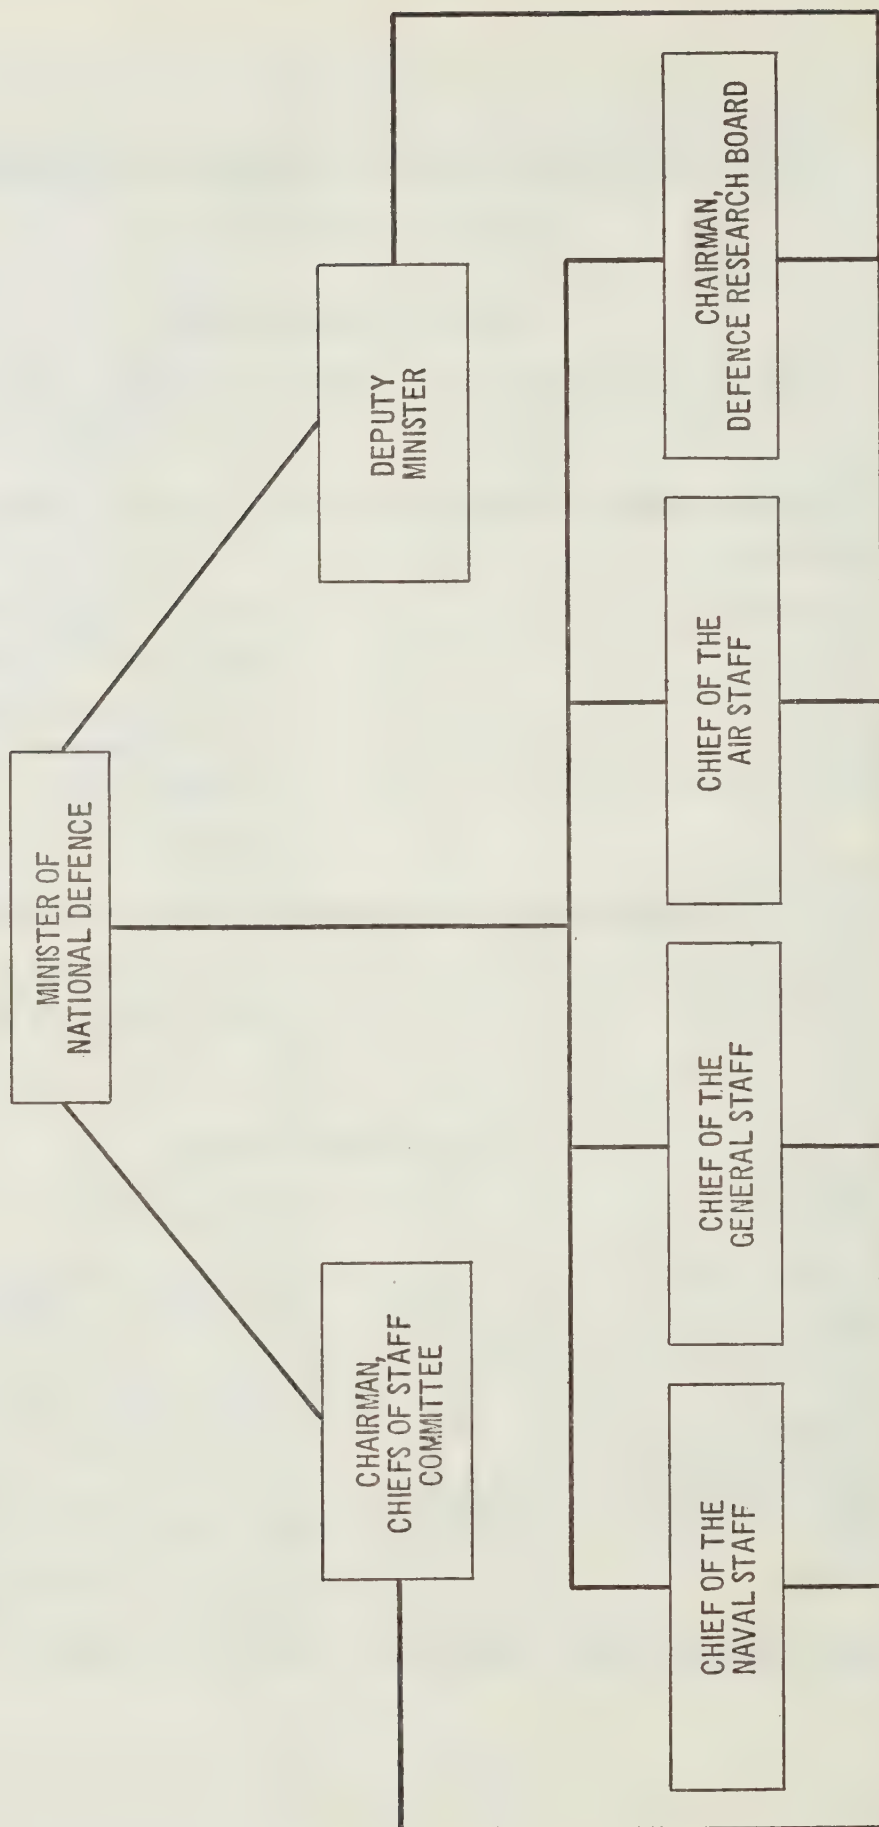 MINISTER OF
NATIONAL DEFENCE
CHAIRMAN,
CHIEFS OF STAFF
COMMITTEE
DEPUTY
MINISTER
CHIEF OF THE
NAVAL STAFF
CHIEF OF THE
GENERAL STAFF
CHIEF OF THE
AIR STAFF
CHAIRMAN,
DEFENCE RESEARCH BOARD